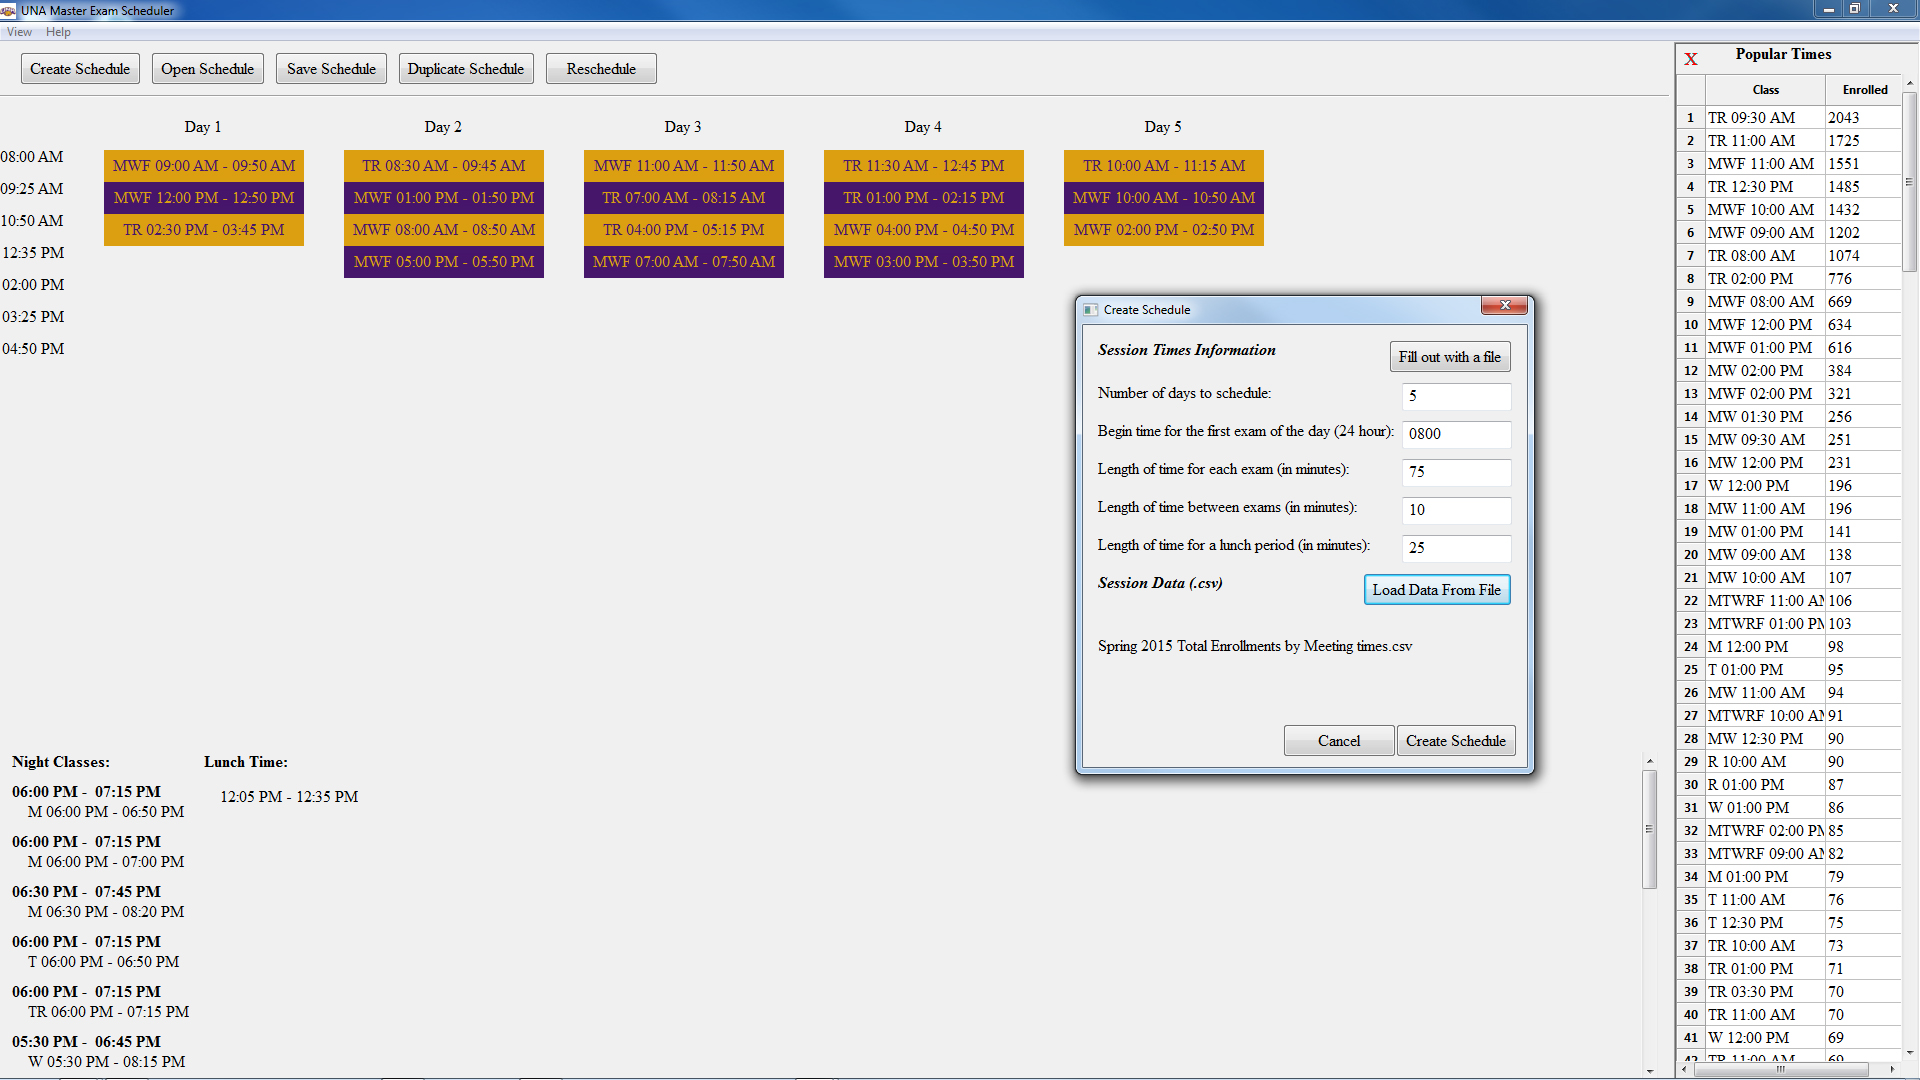 UNA Master Exam Scheduler
View Help
Create Schedule Open Schedule Save Schedule Duplicate Schedule Reschedule
Day 1 Day 2 Day 3 Day 4 Day 5
08:00 AM MWF 09:00 AM - 09:50 AM TR 08:30 AM - 09:45 AM MWF 11:00 AM - 11:50 AM TR 11:30 AM - 12:45 PM TR 10:00 AM - 11:15 AM
09:25 AM MWF 12:00 PM - 12:50 PM MWF 01:00 PM - 01:50 PM TR 07:00 AM - 08:15 AM TR 01:00 PM - 02:15 PM MWF 10:00 AM - 10:50 AM
10:50 AM TR 02:30 PM - 03:45 PM MWF 08:00 AM - 08:50 AM TR 04:00 PM - 05:15 PM MWF 04:00 PM - 04:50 PM MWF 02:00 PM - 02:50 PM
12:35 PM MWF 05:00 PM - 05:50 PM MWF 07:00 AM - 07:50 AM MWF 03:00 PM - 03:50 PM
02:00 PM
03:25 PM
04:50 PM
Create Schedule
Session Times Information Fill out with a file
Number of days to schedule: 5
Begin time for the first exam of the day (24 hour): 0800
Length of time for each exam (in minutes): 75
Length of time between exams (in minutes): 10
Length of time for a lunch period (in minutes): 25
Session Data (.csv) Load Data From File
Spring 2015 Total Enrollments by Meeting times.csv
Cancel Create Schedule
Night Classes: Lunch Time:
06:00 PM - 07:15 PM 12:05 PM - 12:35 PM
M 06:00 PM - 06:50 PM
06:00 PM - 07:15 PM
M 06:00 PM - 07:00 PM
06:30 PM - 07:45 PM
M 06:30 PM - 08:20 PM
06:00 PM - 07:15 PM
T 06:00 PM - 06:50 PM
06:00 PM - 07:15 PM
TR 06:00 PM - 07:15 PM
05:30 PM - 06:45 PM
W 05:30 PM - 08:15 PM
X Popular Times
Class Enrolled
1 TR 09:30 AM 2043
2 TR 11:00 AM 1725
3 MWF 11:00 AM 1551
4 TR 12:30 PM 1485
5 MWF 10:00 AM 1432
6 MWF 09:00 AM 1202
7 TR 08:00 AM 1074
8 TR 02:00 PM 776
9 MWF 08:00 AM 669
10 MWF 12:00 PM 634
11 MWF 01:00 PM 616
12 MW 02:00 PM 384
13 MWF 02:00 PM 321
14 MW 01:30 PM 256
15 MW 09:30 AM 251
16 MW 12:00 PM 231
17 W 12:00 PM 196
18 MW 11:00 AM 196
19 MW 01:00 PM 141
20 MW 09:00 AM 138
21 MW 10:00 AM 107
22 MTWRF 11:00 AM 106
23 MTWRF 01:00 PM 103
24 M 12:00 PM 98
25 T 01:00 PM 95
26 MW 11:00 AM 94
27 MTWRF 10:00 AM 91
28 MW 12:30 PM 90
29 R 10:00 AM 90
30 R 01:00 PM 87
31 W 01:00 PM 86
32 MTWRF 02:00 PM 85
33 MTWRF 09:00 AM 82
34 M 01:00 PM 79
35 T 11:00 AM 76
36 T 12:30 PM 75
37 TR 10:00 AM 73
38 TR 01:00 PM 71
39 TR 03:30 PM 70
40 TR 11:00 AM 70
41 W 12:00 PM 69
42 TR 11:00 AM 69